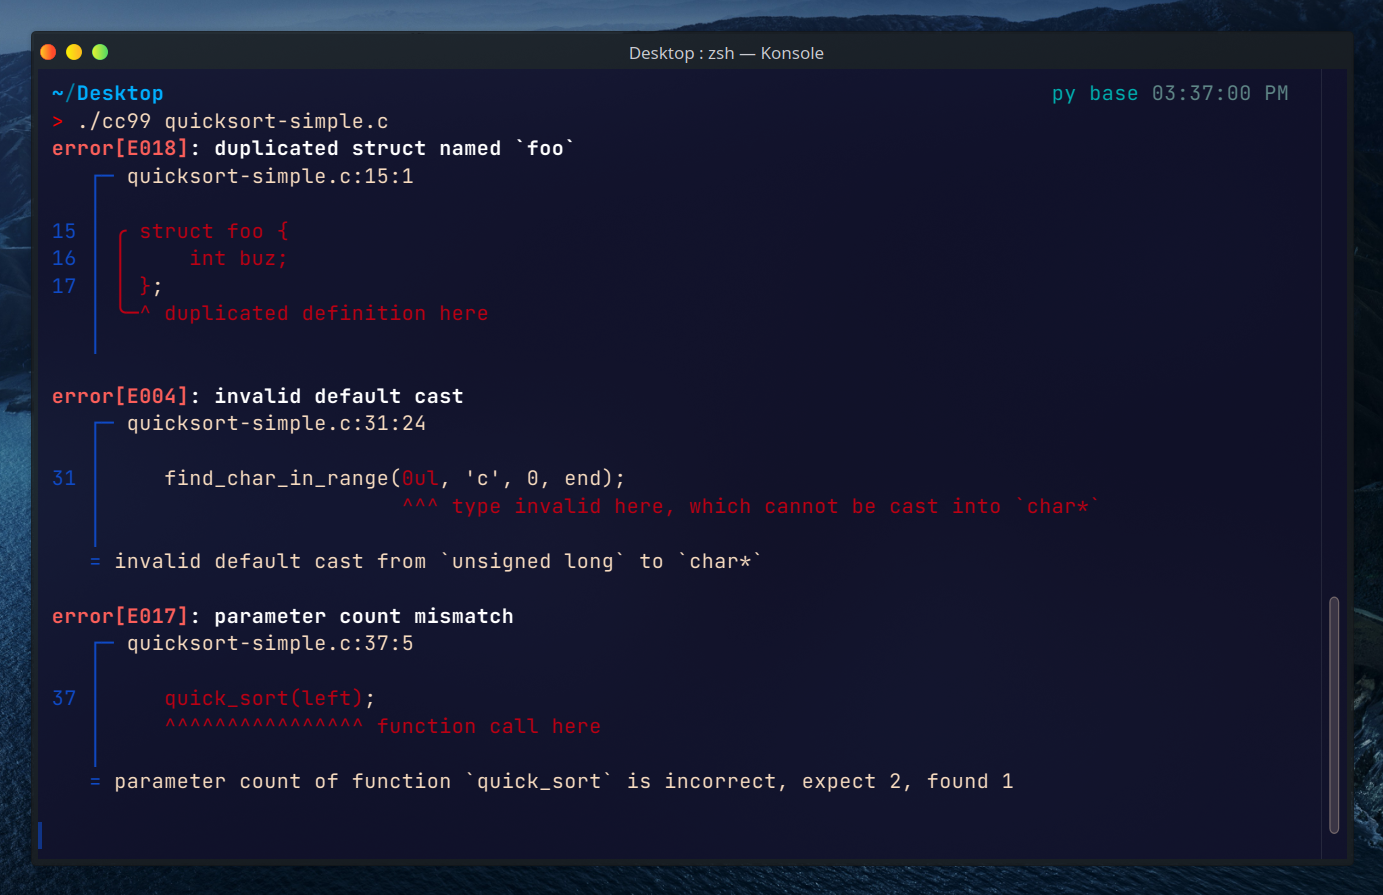 Desktop : zsh — Konsole
~/Desktop py base 03:37:00 PM
> ./cc99 quicksort-simple.c
error[E018]: duplicated struct named `foo`
quicksort-simple.c:15:1
15 struct foo {
16 int buz;
17 };
^ duplicated definition here
error[E004]: invalid default cast
quicksort-simple.c:31:24
31 find_char_in_range(0ul, 'c', 0, end);
^^^ type invalid here, which cannot be cast into `char*`
= invalid default cast from `unsigned long` to `char*`
error[E017]: parameter count mismatch
quicksort-simple.c:37:5
37 quick_sort(left);
^^^^^^^^^^^^^^^^ function call here
= parameter count of function `quick_sort` is incorrect, expect 2, found 1